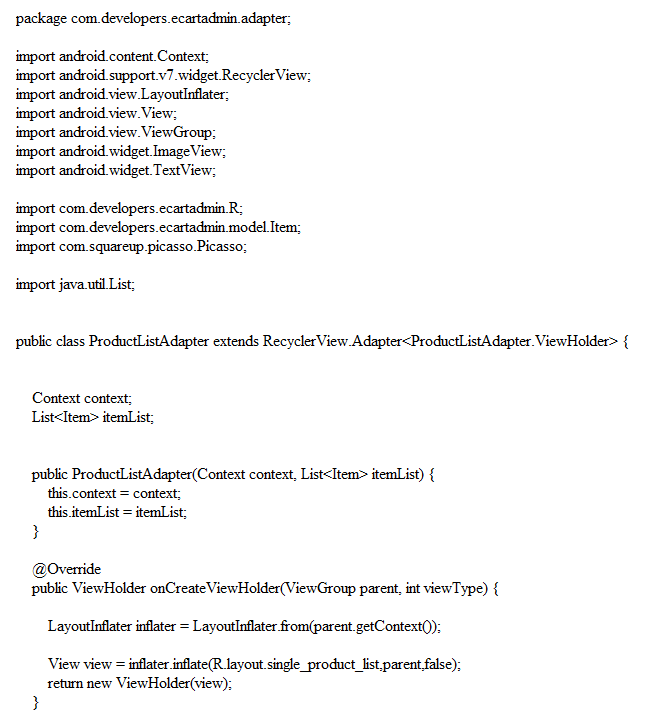 package com.developers.ecartadmin.adapter;
import android.content.Context;
import android.support.v7.widget.RecyclerView;
import android.view.LayoutInflater;
import android.view.View;
import android.view.ViewGroup;
import android.widget.ImageView;
import android.widget.TextView;
import com.developers.ecartadmin.R;
import com.developers.ecartadmin.model.Item;
import com.squareup.picasso.Picasso;
import java.util.List;
public class ProductListAdapter extends RecyclerView.Adapter<ProductListAdapter.ViewHolder> {
Context context;
List<Item> itemList;
public ProductListAdapter(Context context, List<Item> itemList) {
this.context = context;
this.itemList = itemList;
}
@Override
public ViewHolder onCreateViewHolder(ViewGroup parent, int viewType) {
LayoutInflater inflater = LayoutInflater.from(parent.getContext());
View view = inflater.inflate(R.layout.single_product_list,parent,false);
return new ViewHolder(view);
}